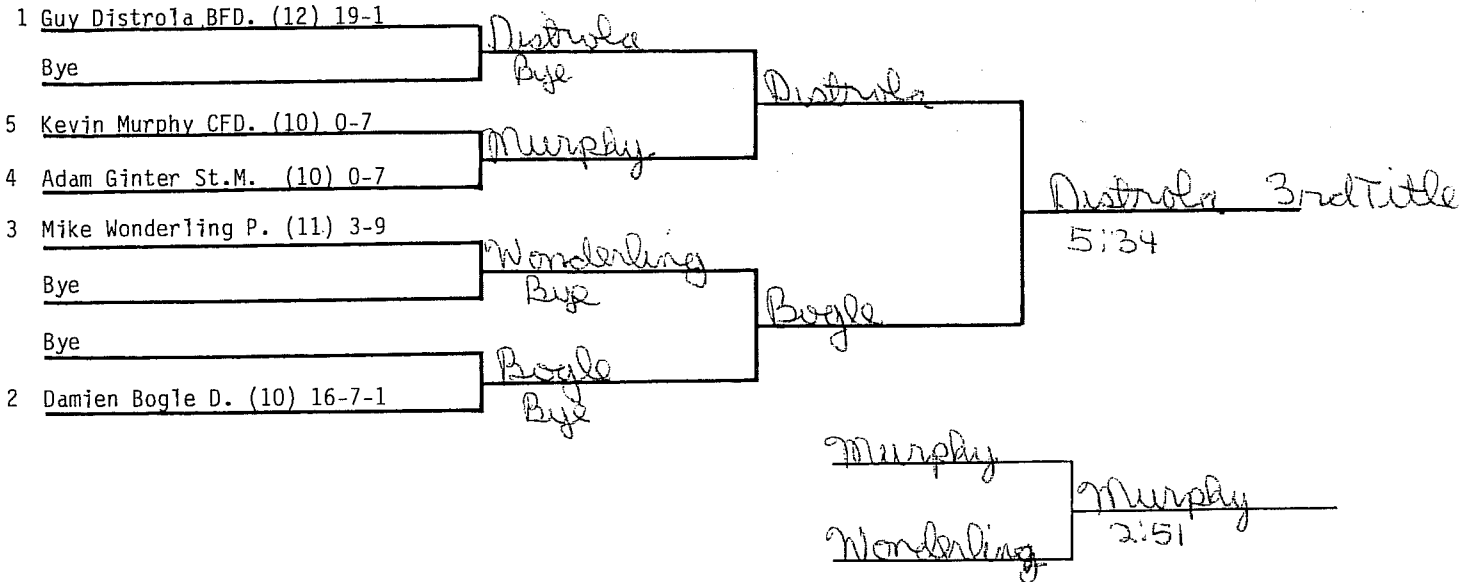 1 Guy Distrola BFD. (12) 19-1
Bye
5 Kevin Murphy CFD. (10) 0-7
4 Adam Ginter St.M. (10) 0-7
3 Mike Wonderling P. (11) 3-9
Bye
Bye
2 Damien Bogle D. (10) 16-7-1
Distrola
Bye
Murphy
Wonderling
Bye
Bogle
Bye
Distrola
Bogle
Distrola 3rd Title
5:34
Murphy
Wonderling
Murphy
2:51